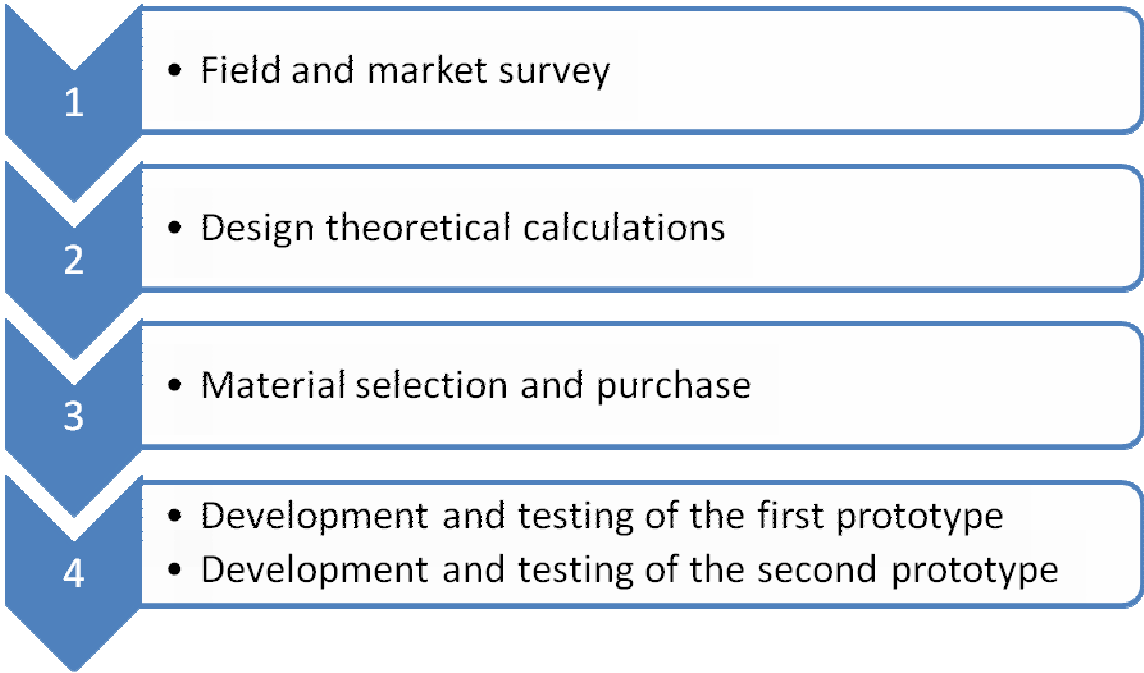 1
• Field and market survey
2
• Design theoretical calculations
3
• Material selection and purchase
4
• Development and testing of the first prototype
• Development and testing of the second prototype